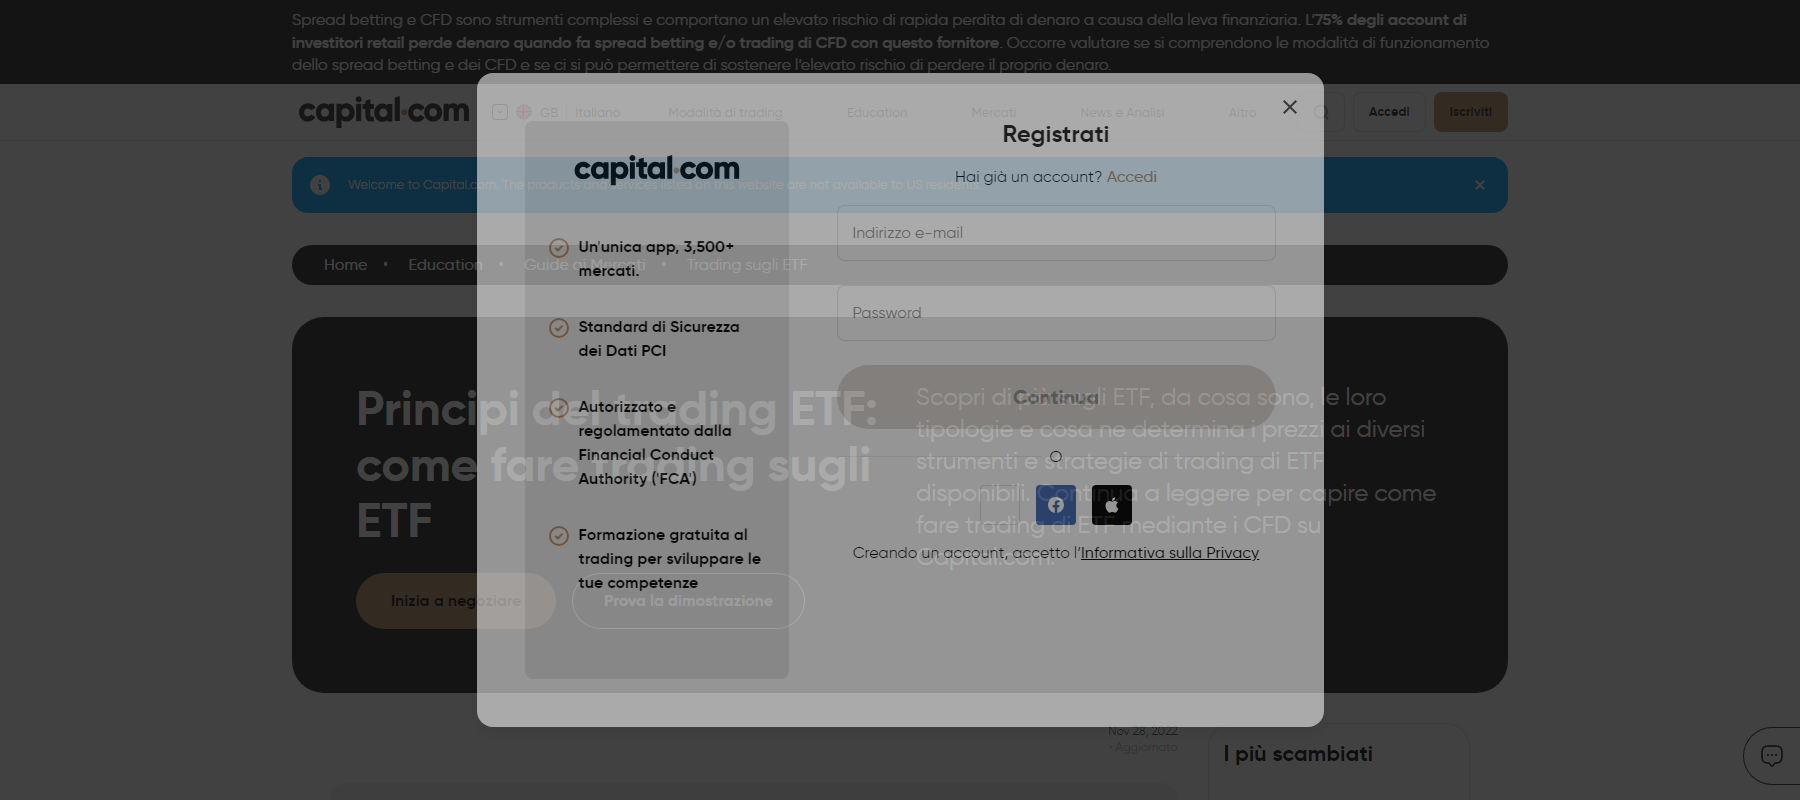 Spread betting e CFD sono strumenti complessi e comportano un elevato rischio di rapida perdita di denaro a causa della leva finanziaria. L'75% degli account di
investitori retail perde denaro quando fa spread betting e/o trading di CFD con questo fornitore. Occorre valutare se si comprendono le modalità di funzionamento
dello spread betting e dei CFD e se ci si può permettere di sostenere l'elevato rischio di perdere il proprio denaro.
capital.com
GB
Italiano
Modalità di trading
Education
Mercati
News e Analisi
Altro
Accedi
Iscriviti
Welcome to Capital.com. The products and services listed on this website are not available to US residents.
Home • Education • Guide ai Mercati • Trading sugli ETF
Principi del trading ETF:
come fare trading sugli
ETF
Inizia a negoziare
Prova la dimostrazione
Scopri di più sugli ETF, da cosa sono, le loro
tipologie e cosa ne determina i prezzi ai diversi
strumenti e strategie di trading di ETF
disponibili. Continua a leggere per capire come
fare trading di ETF mediante i CFD su
Capital.com.
capital.com
Un'unica app, 3,500+
mercati.
Standard di Sicurezza
dei Dati PCI
Autorizzato e
regolamentato dalla
Financial Conduct
Authority ('FCA')
Formazione gratuita al
trading per sviluppare le
tue competenze
Registrati
Hai già un account? Accedi
Indirizzo e-mail
Password
Continua
O
Creando un account, accetto l'Informativa sulla Privacy
Nov 28, 2022
• Aggiornato
I più scambiati